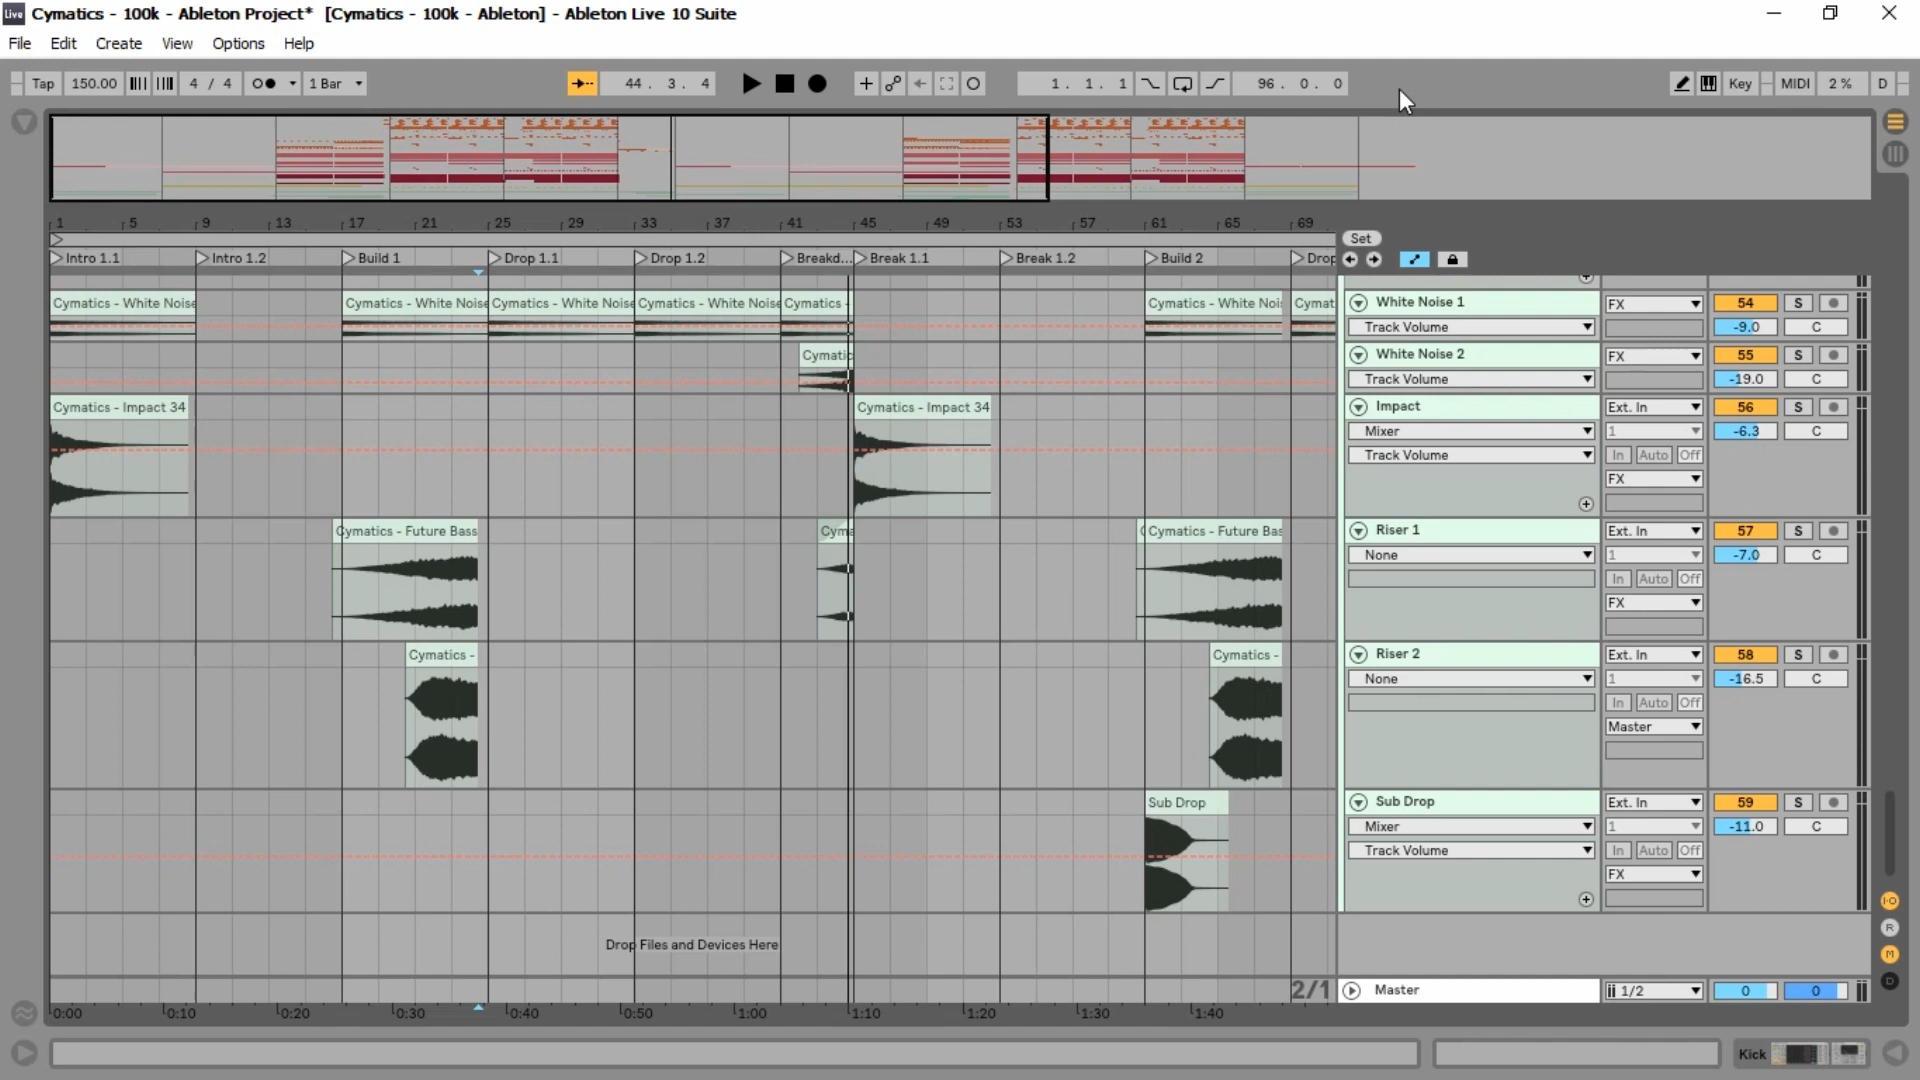 Live Cymatics - 100k - Ableton Project* [Cymatics - 100k - Ableton] - Ableton Live 10 Suite
File Edit Create View Options Help
Tap 150.00 4 / 4 1 Bar 44 . 3 . 4 1 . 1 . 1 96 . 0 . 0 Key MIDI 2 % D
1 5 9 13 17 21 25 29 33 37 41 45 49 53 57 61 65 69
Set
Intro 1.1 Intro 1.2 Build 1 Drop 1.1 Drop 1.2 Breakd... Break 1.1 Break 1.2 Build 2 Drop
Cymatics - White Noise Cymatics - White Noise Cymatics - White Noise Cymatics - White Noise Cymatics - Cymatics - White Noi Cymat White Noise 1 FX 54 S
Track Volume -9.0 C
Cymatic White Noise 2 FX 55 S
Track Volume -19.0 C
Cymatics - Impact 34 Cymatics - Impact 34 Impact Ext. In 56 S
Mixer 1 -6.3 C
Track Volume In Auto Off
FX
Cymatics - Future Bass Cyma Cymatics - Future Bas Riser 1 Ext. In 57 S
None 1 -7.0 C
In Auto Off
FX
Cymatics - Cymatics - Riser 2 Ext. In 58 S
None 1 -16.5 C
In Auto Off
Master
Sub Drop Sub Drop Ext. In 59 S
Mixer 1 -11.0 C
Track Volume In Auto Off
FX
I·O
R
Drop Files and Devices Here
M
D
2/1 Master 1/2 0 0
0:00 0:10 0:20 0:30 0:40 0:50 1:00 1:10 1:20 1:30 1:40
Kick